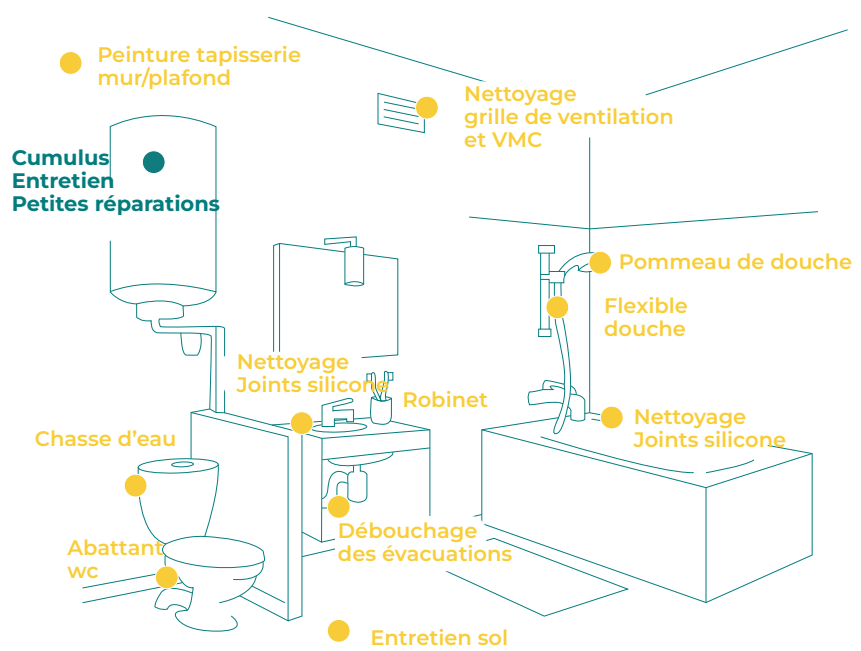 Peinture tapisserie
mur/plafond
Nettoyage
grille de ventilation
et VMC
Cumulus
Entretien
Petites réparations
Pommeau de douche
Flexible
douche
Nettoyage
Joints silicone
Robinet
Nettoyage
Joints silicone
Chasse d’eau
Débouchage
des évacuations
Abattant
wc
Entretien sol